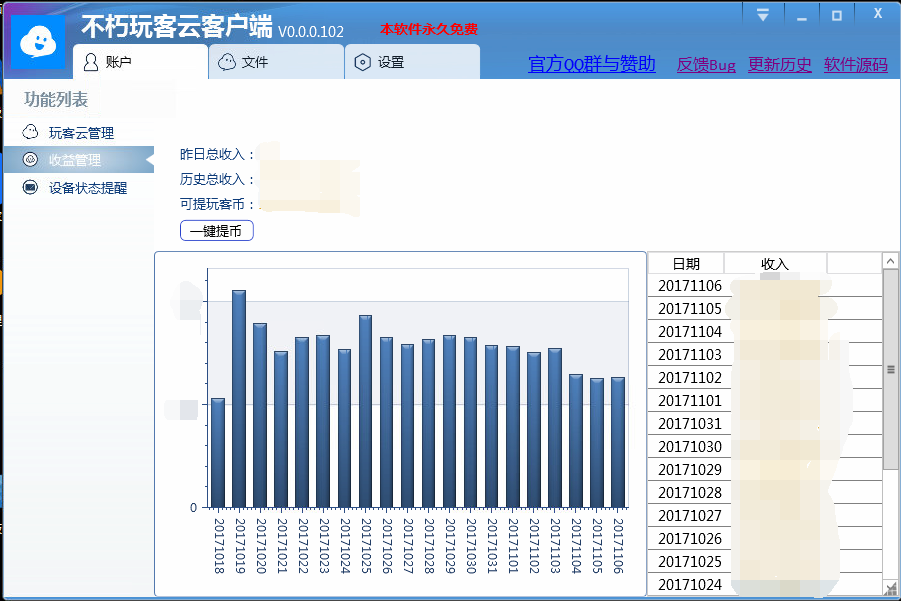 不朽玩客云客户端 V0.0.0.102
本软件永久免费
X
账户
文件
设置
官方QQ群与赞助
反馈Bug
更新历史
软件源码
功能列表
玩客云管理
收益管理
设备状态提醒
昨日总收入：
历史总收入：
可提玩客币：
一键提币
0
20171018
20171019
20171020
20171021
20171022
20171023
20171024
20171025
20171026
20171027
20171028
20171029
20171030
20171031
20171101
20171102
20171103
20171104
20171105
20171106
日期 收入
20171106
20171105
20171104
20171103
20171102
20171101
20171031
20171030
20171029
20171028
20171027
20171026
20171025
20171024